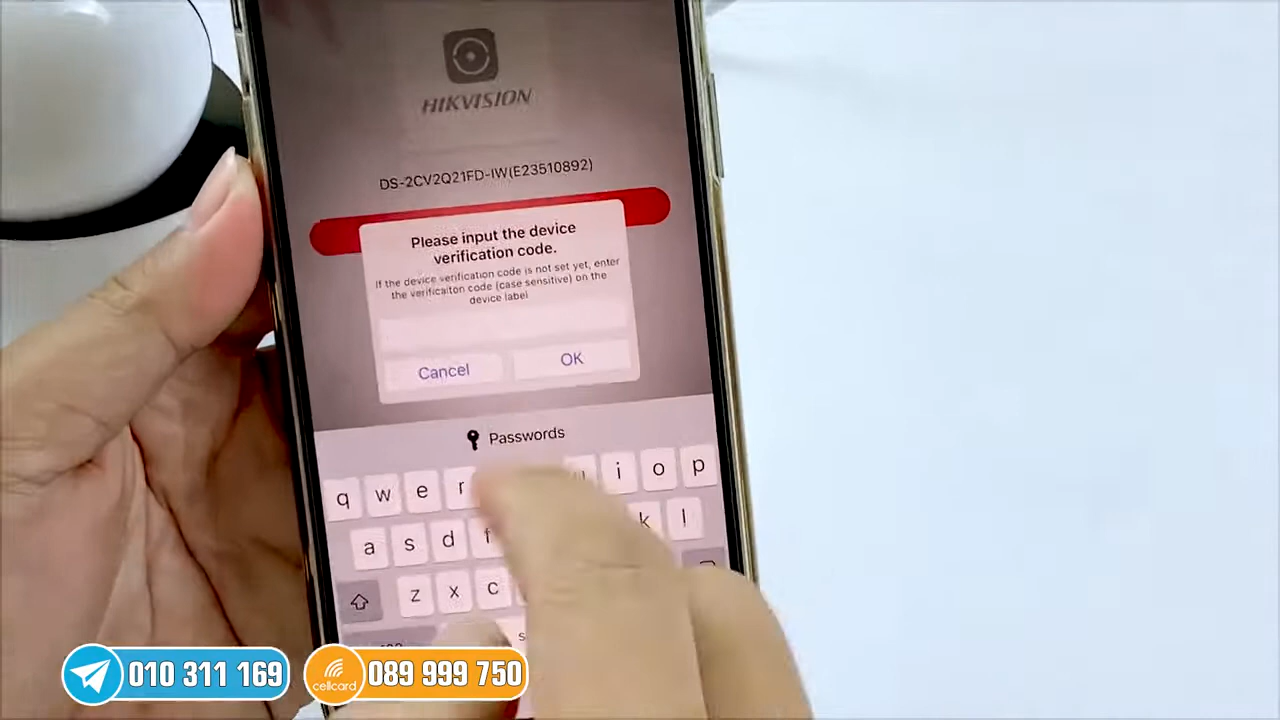 HIKVISION
DS-2CV2Q21FD-IW(E23510892)
Please input the device
verification code.
If the device verification code is not set yet, enter
the verificaiton code (case sensitive) on the
device label
Cancel
OK
Passwords
q w e r u i o p
a s d f k l
z x c
010 311 169
cellcard
089 999 750